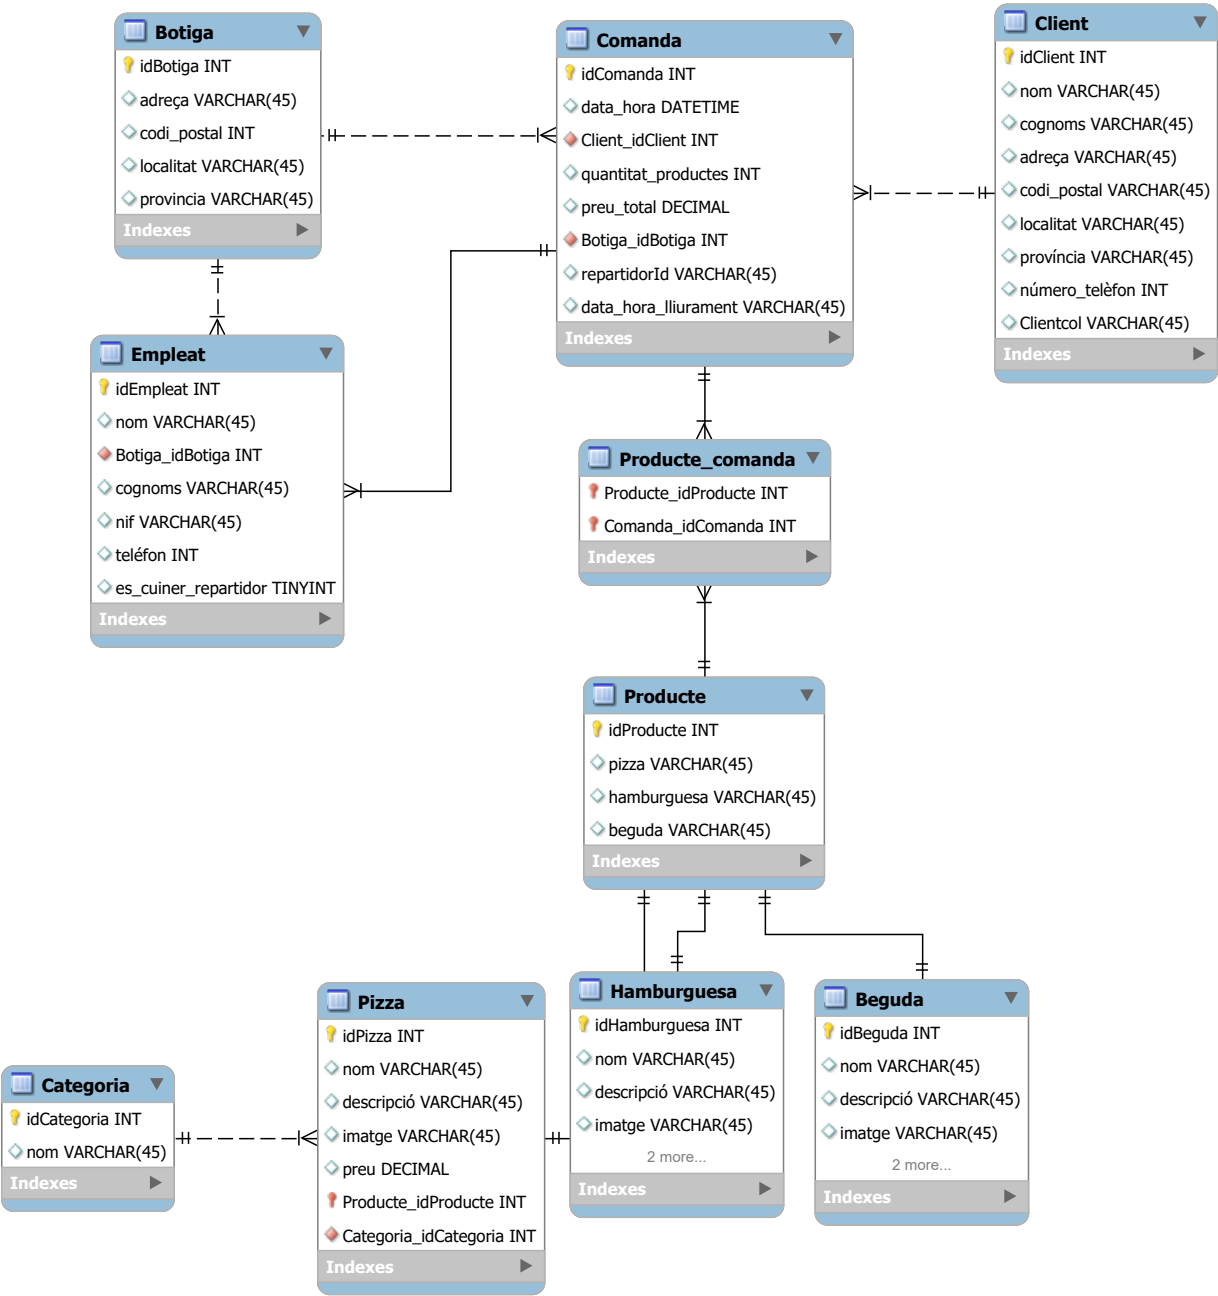 Botiga
idBotiga INT
adreça VARCHAR(45)
codi_postal INT
localitat VARCHAR(45)
provincia VARCHAR(45)
Indexes
Comanda
idComanda INT
data_hora DATETIME
Client_idClient INT
quantitat_productes INT
preu_total DECIMAL
Botiga_idBotiga INT
repartidorId VARCHAR(45)
data_hora_lliurament VARCHAR(45)
Indexes
Client
idClient INT
nom VARCHAR(45)
cognoms VARCHAR(45)
adreça VARCHAR(45)
codi_postal VARCHAR(45)
localitat VARCHAR(45)
província VARCHAR(45)
número_telèfon INT
Clientcol VARCHAR(45)
Indexes
Empleat
idEmpleat INT
nom VARCHAR(45)
Botiga_idBotiga INT
cognoms VARCHAR(45)
nif VARCHAR(45)
teléfon INT
es_cuiner_repartidor TINYINT
Indexes
Producte_comanda
Producte_idProducte INT
Comanda_idComanda INT
Indexes
Producte
idProducte INT
pizza VARCHAR(45)
hamburguesa VARCHAR(45)
beguda VARCHAR(45)
Indexes
Categoria
idCategoria INT
nom VARCHAR(45)
Indexes
Pizza
idPizza INT
nom VARCHAR(45)
descripció VARCHAR(45)
imatge VARCHAR(45)
preu DECIMAL
Producte_idProducte INT
Categoria_idCategoria INT
Indexes
Hamburguesa
idHamburguesa INT
nom VARCHAR(45)
descripció VARCHAR(45)
imatge VARCHAR(45)
2 more...
Indexes
Beguda
idBeguda INT
nom VARCHAR(45)
descripció VARCHAR(45)
imatge VARCHAR(45)
2 more...
Indexes